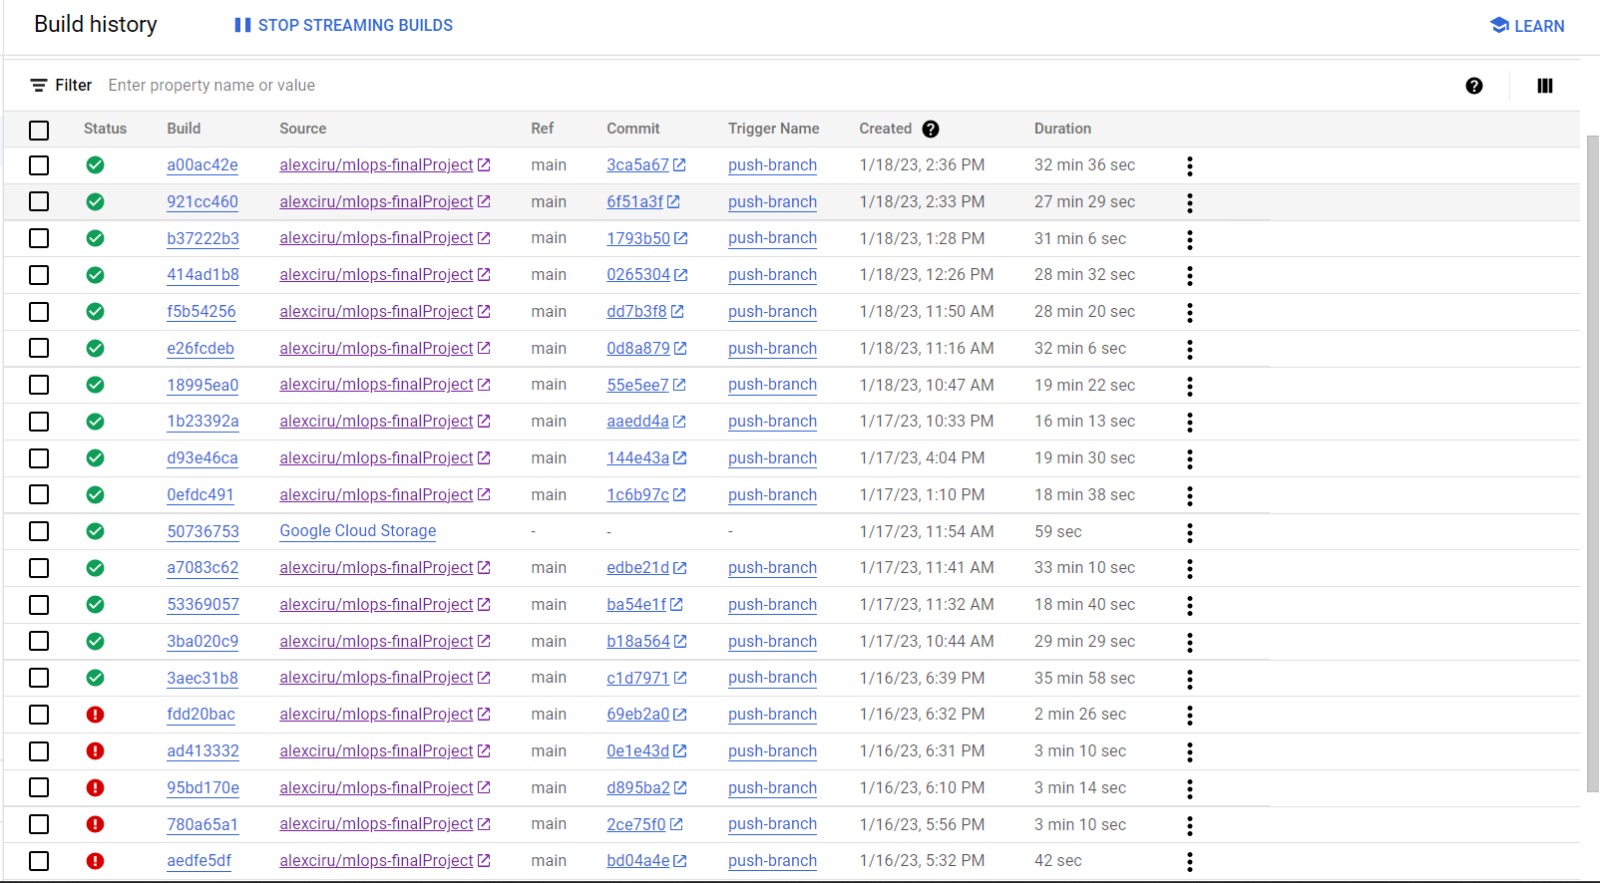 Build history STOP STREAMING BUILDS LEARN
Filter Enter property name or value
Status Build Source Ref Commit Trigger Name Created Duration
a00ac42e alexciru/mlops-finalProject main 3ca5a67 push-branch 1/18/23, 2:36 PM 32 min 36 sec
921cc460 alexciru/mlops-finalProject main 6f51a3f push-branch 1/18/23, 2:33 PM 27 min 29 sec
b37222b3 alexciru/mlops-finalProject main 1793b50 push-branch 1/18/23, 1:28 PM 31 min 6 sec
414ad1b8 alexciru/mlops-finalProject main 0265304 push-branch 1/18/23, 12:26 PM 28 min 32 sec
f5b54256 alexciru/mlops-finalProject main dd7b3f8 push-branch 1/18/23, 11:50 AM 28 min 20 sec
e26fcdeb alexciru/mlops-finalProject main 0d8a879 push-branch 1/18/23, 11:16 AM 32 min 6 sec
18995ea0 alexciru/mlops-finalProject main 55e5ee7 push-branch 1/18/23, 10:47 AM 19 min 22 sec
1b23392a alexciru/mlops-finalProject main aaedd4a push-branch 1/17/23, 10:33 PM 16 min 13 sec
d93e46ca alexciru/mlops-finalProject main 144e43a push-branch 1/17/23, 4:04 PM 19 min 30 sec
0efdc491 alexciru/mlops-finalProject main 1c6b97c push-branch 1/17/23, 1:10 PM 18 min 38 sec
50736753 Google Cloud Storage - - - 1/17/23, 11:54 AM 59 sec
a7083c62 alexciru/mlops-finalProject main edbe21d push-branch 1/17/23, 11:41 AM 33 min 10 sec
53369057 alexciru/mlops-finalProject main ba54e1f push-branch 1/17/23, 11:32 AM 18 min 40 sec
3ba020c9 alexciru/mlops-finalProject main b18a564 push-branch 1/17/23, 10:44 AM 29 min 29 sec
3aec31b8 alexciru/mlops-finalProject main c1d7971 push-branch 1/16/23, 6:39 PM 35 min 58 sec
fdd20bac alexciru/mlops-finalProject main 69eb2a0 push-branch 1/16/23, 6:32 PM 2 min 26 sec
ad413332 alexciru/mlops-finalProject main 0e1e43d push-branch 1/16/23, 6:31 PM 3 min 10 sec
95bd170e alexciru/mlops-finalProject main d895ba2 push-branch 1/16/23, 6:10 PM 3 min 14 sec
780a65a1 alexciru/mlops-finalProject main 2ce75f0 push-branch 1/16/23, 5:56 PM 3 min 10 sec
aedfe5df alexciru/mlops-finalProject main bd04a4e push-branch 1/16/23, 5:32 PM 42 sec